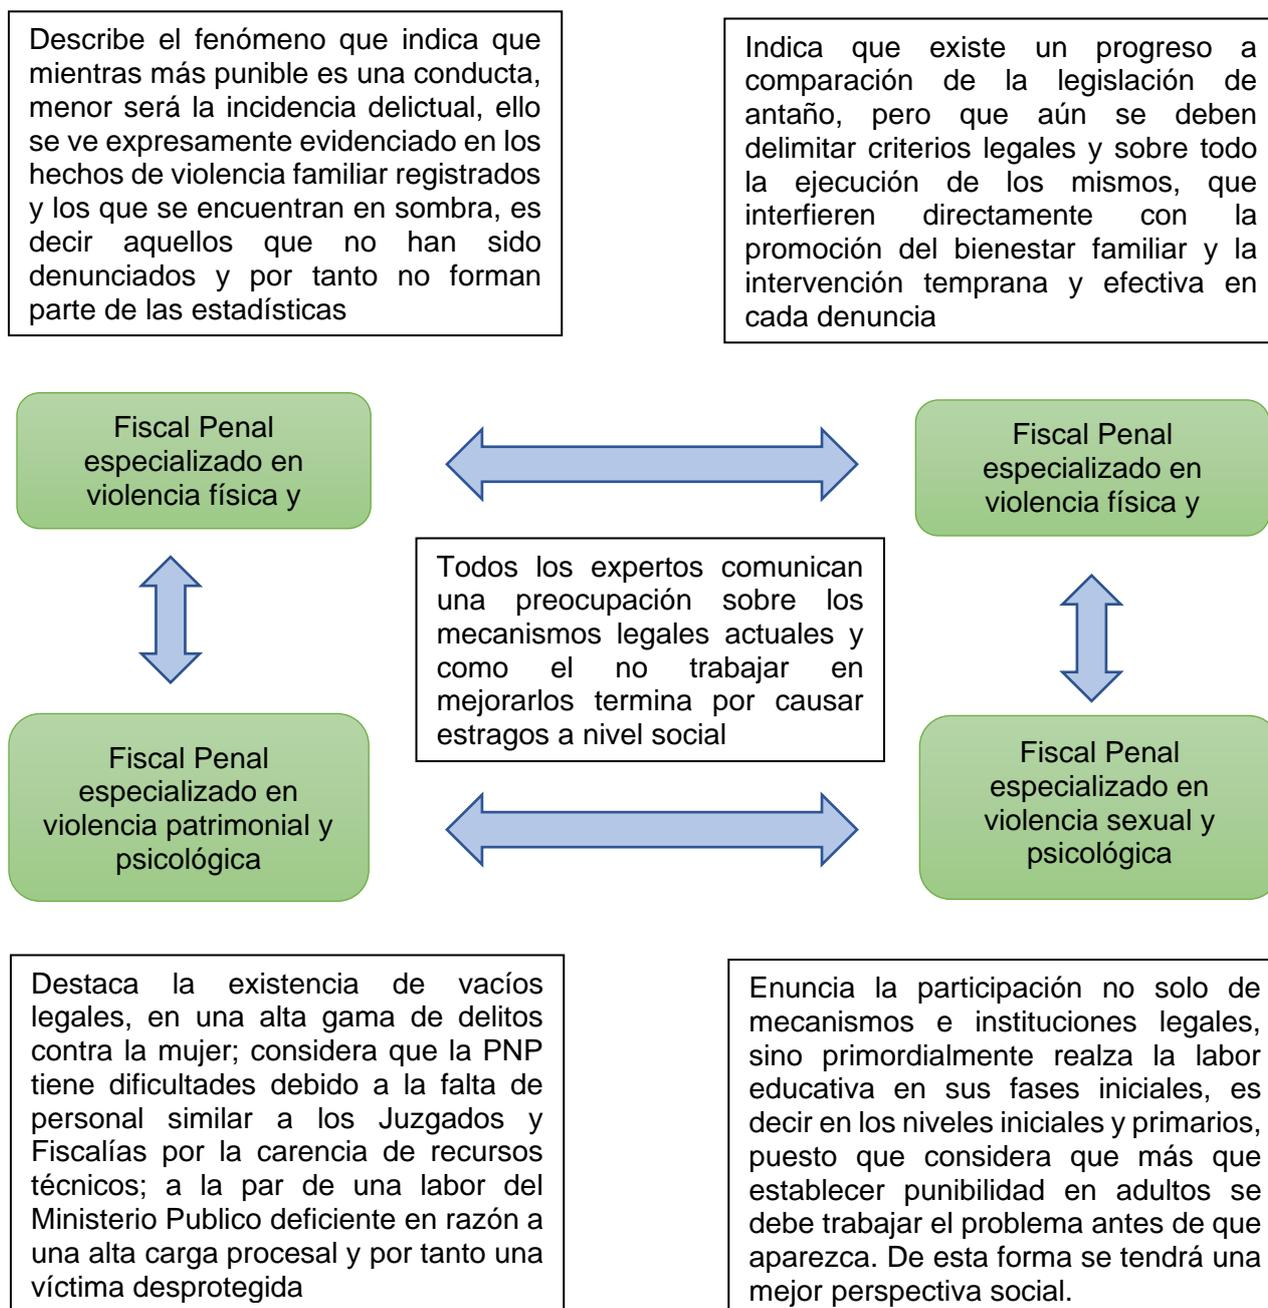 Describe el fenómeno que indica que
mientras más punible es una conducta,
menor será la incidencia delictual, ello
se ve expresamente evidenciado en los
hechos de violencia familiar registrados
y los que se encuentran en sombra, es
decir aquellos que no han sido
denunciados y por tanto no forman
parte de las estadísticas
Indica que existe un progreso a
comparación de la legislación de
antaño, pero que aún se deben
delimitar criterios legales y sobre todo
la ejecución de los mismos, que
interfieren directamente con la
promoción del bienestar familiar y la
intervención temprana y efectiva en
cada denuncia
Fiscal Penal
especializado en
violencia física y
Fiscal Penal
especializado en
violencia física y
Todos los expertos comunican
una preocupación sobre los
mecanismos legales actuales y
como el no trabajar en
mejorarlos termina por causar
estragos a nivel social
Fiscal Penal
especializado en
violencia patrimonial y
psicológica
Fiscal Penal
especializado en
violencia sexual y
psicológica
Destaca la existencia de vacíos
legales, en una alta gama de delitos
contra la mujer; considera que la PNP
tiene dificultades debido a la falta de
personal similar a los Juzgados y
Fiscalías por la carencia de recursos
técnicos; a la par de una labor del
Ministerio Publico deficiente en razón a
una alta carga procesal y por tanto una
víctima desprotegida
Enuncia la participación no solo de
mecanismos e instituciones legales,
sino primordialmente realza la labor
educativa en sus fases iniciales, es
decir en los niveles iniciales y primarios,
puesto que considera que más que
establecer punibilidad en adultos se
debe trabajar el problema antes de que
aparezca. De esta forma se tendrá una
mejor perspectiva social.